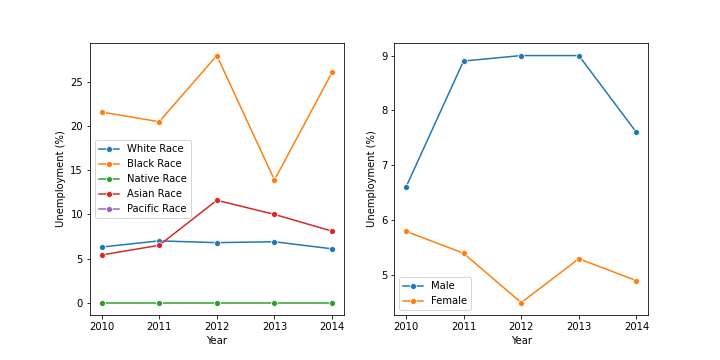 Unemployment (%)
25
20
15
10
5
0
White Race
Black Race
Native Race
Asian Race
Pacific Race
2010 2011 2012 2013 2014
Year
Unemployment (%)
9
8
7
6
5
Male
Female
2010 2011 2012 2013 2014
Year